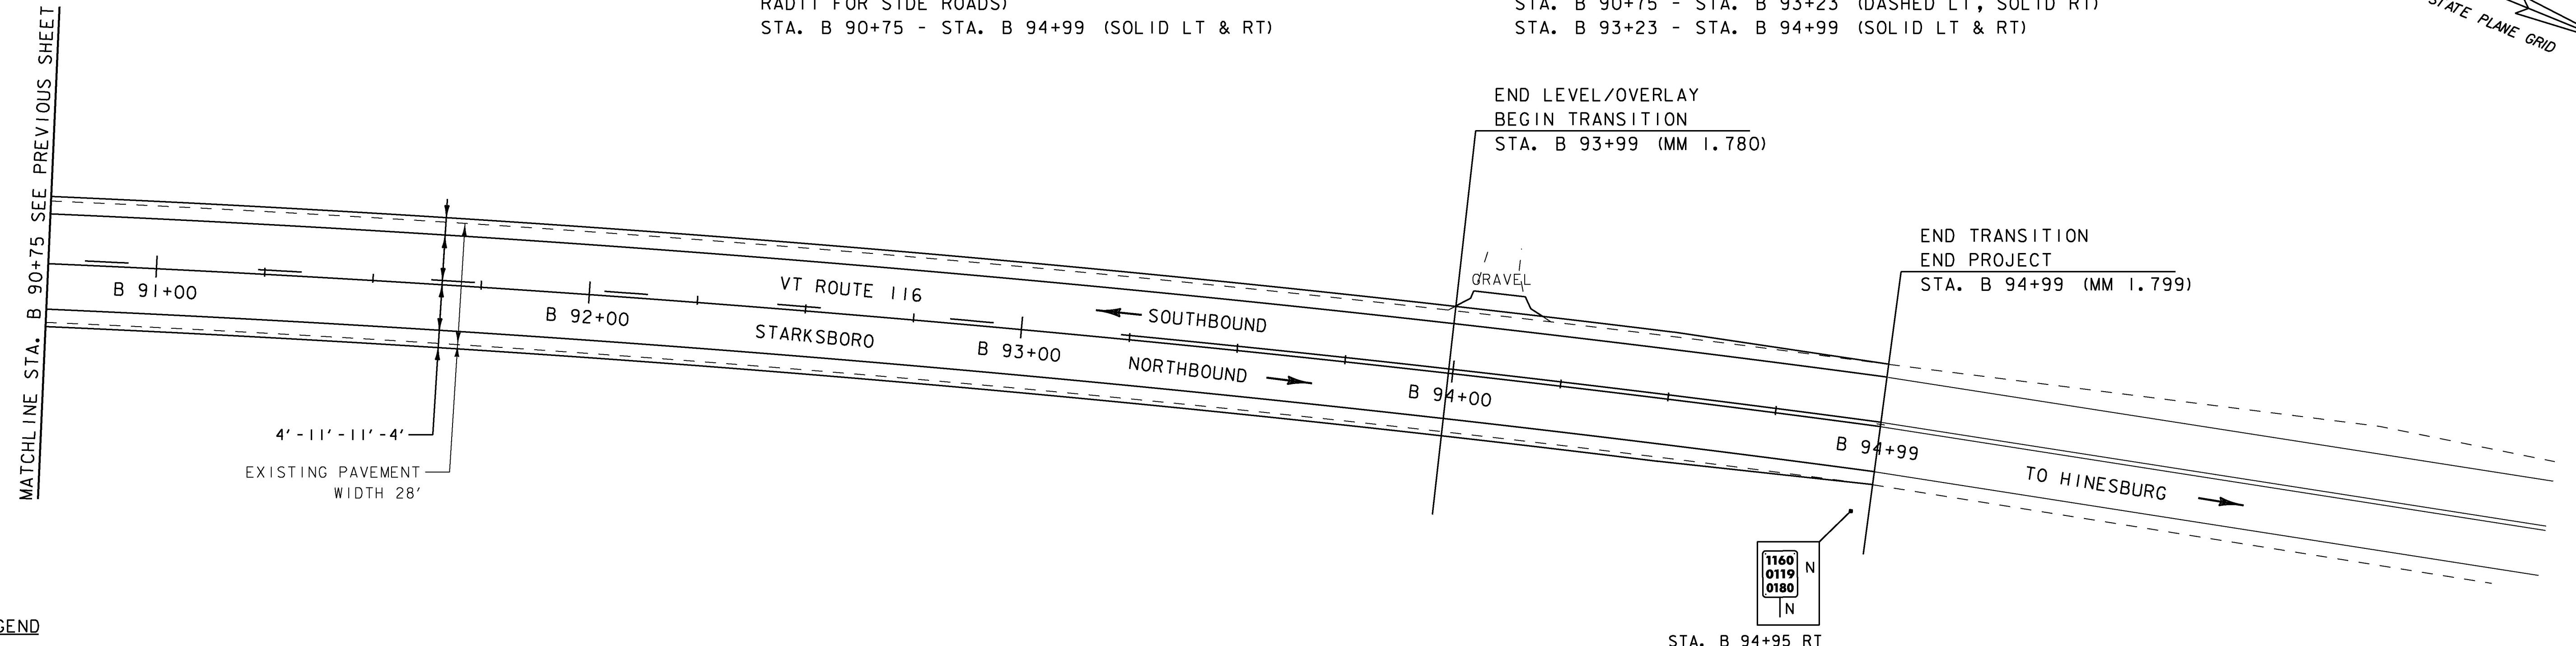 RADII FOR SIDE ROADS)
STA. B 90+75 - STA. B 94+99 (SOLID LT & RT)
STA. B 90+75 - STA. B 93+23 (DASHED LT, SOLID RT)
STA. B 93+23 - STA. B 94+99 (SOLID LT & RT)
STATE PLANE GRID
MATCHLINE STA. B 90+75 SEE PREVIOUS SHEET
END LEVEL/OVERLAY
BEGIN TRANSITION
STA. B 93+99 (MM 1.780)
END TRANSITION
END PROJECT
STA. B 94+99 (MM 1.799)
GRAVEL
B 91+00
B 92+00
VT ROUTE 116
STARKSBORO
B 93+00
SOUTHBOUND
NORTHBOUND
B 94+00
B 94+99
TO HINESBURG
4'-11'-11'-4'
EXISTING PAVEMENT
WIDTH 28'
1160
0119
0180
N
N
STA. B 94+95 RT
GEND